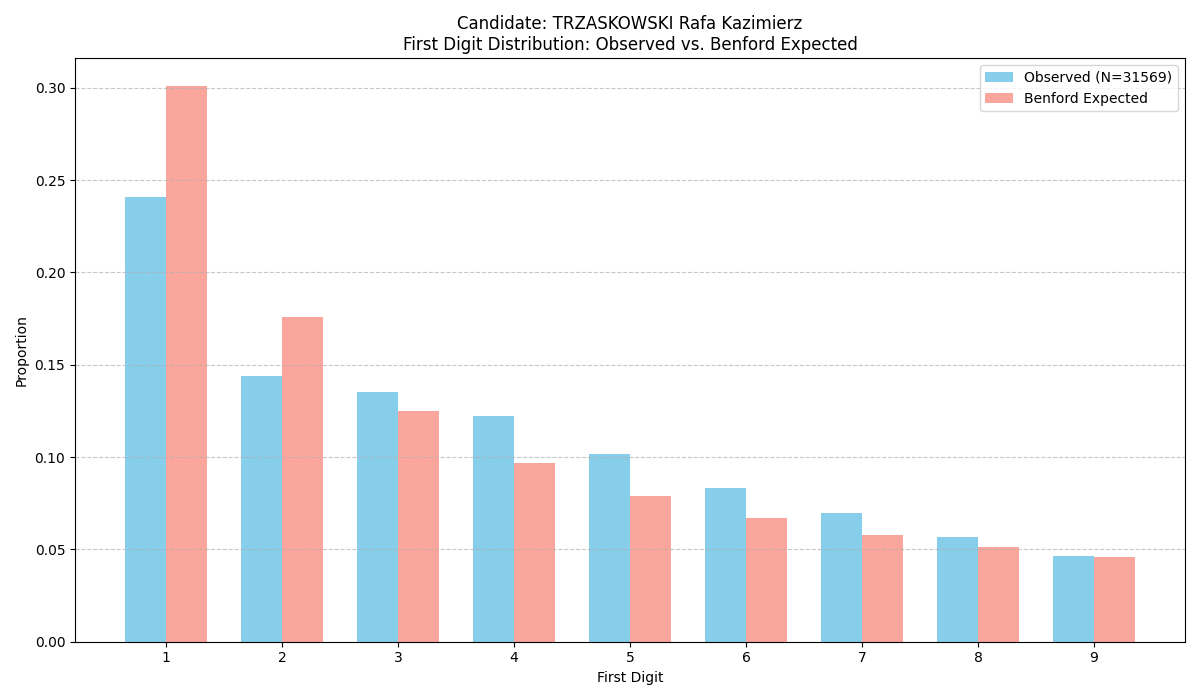 Candidate: TRZASKOWSKI Rafa Kazimierz
First Digit Distribution: Observed vs. Benford Expected
Observed (N=31569)
Benford Expected
Proportion
0.30
0.25
0.20
0.15
0.10
0.05
0.00
1 2 3 4 5 6 7 8 9
First Digit